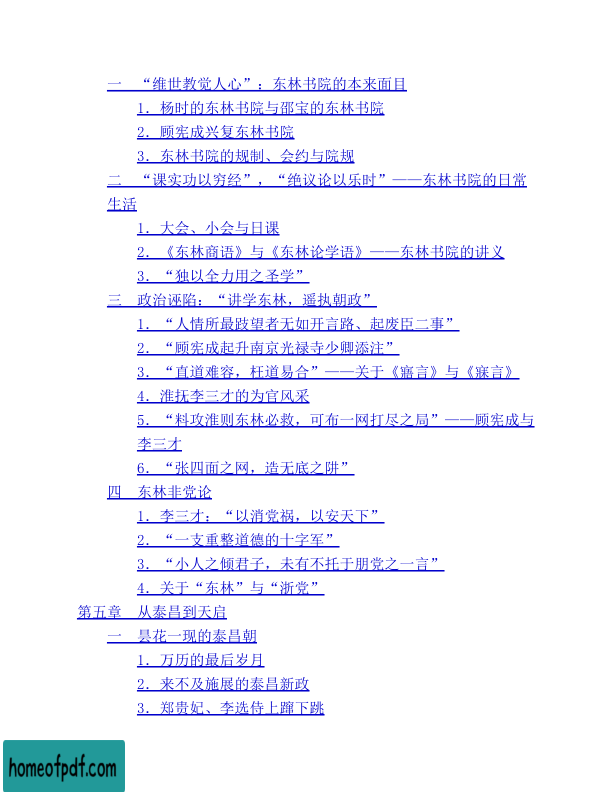 一　“维世教觉人心”：东林书院的本来面目
1．杨时的东林书院与邵宝的东林书院
2．顾宪成兴复东林书院
3．东林书院的规制、会约与院规
二　“课实功以穷经”，“绝议论以乐时”——东林书院的日常
生活
1．大会、小会与日课
2．《东林商语》与《东林论学语》——东林书院的讲义
3．“独以全力用之圣学”
三　政治诬陷：“讲学东林，遥执朝政”
1．“人情所最跂望者无如开言路、起废臣二事”
2．“顾宪成起升南京光禄寺少卿添注”
3．“直道难容，枉道易合”——关于《寤言》与《寐言》
4．淮抚李三才的为官风采
5．“料攻淮则东林必救，可布一网打尽之局”——顾宪成与
李三才
6．“张四面之网，造无底之阱”
四　东林非党论
1．李三才：“以消党祸，以安天下”
2．“一支重整道德的十字军”
3．“小人之倾君子，未有不托于朋党之一言”
4．关于“东林”与“浙党”
第五章　从泰昌到天启
一　昙花一现的泰昌朝
1．万历的最后岁月
2．来不及施展的泰昌新政
3．郑贵妃、李选侍上蹿下跳
homeofpdf.com